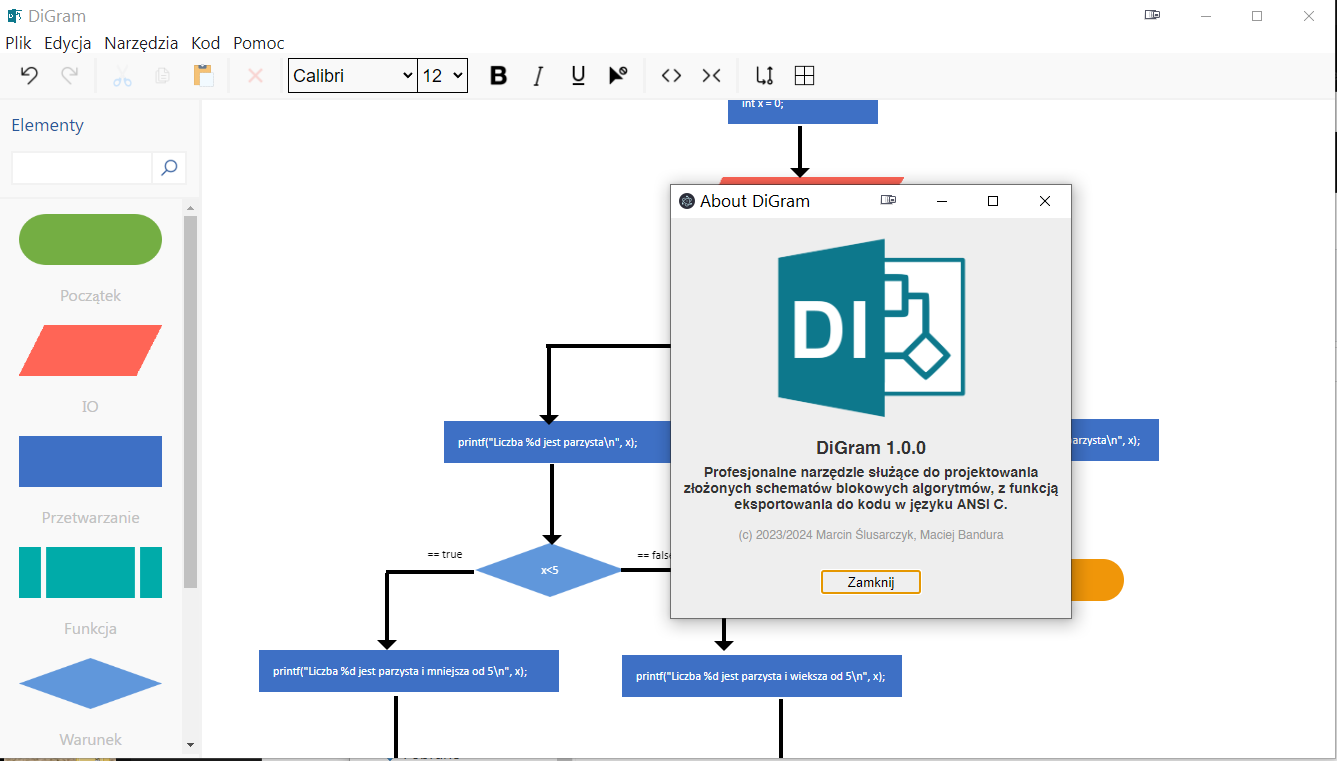 DiGram
Plik Edycja Narzędzia Kod Pomoc
Calibri 12 B I U
Elementy
Początek
IO
Przetwarzanie
Funkcja
Warunek
int x = 0;
printf("Liczba %d jest parzysta\n", x);
arzysta\n", x);
== true
== false
x<5
printf("Liczba %d jest parzysta i mniejsza od 5\n", x);
printf("Liczba %d jest parzysta i wieksza od 5\n", x);
About DiGram
DI
DiGram 1.0.0
Profesjonalne narzędzie służące do projektowania
złożonych schematów blokowych algorytmów, z funkcją
eksportowania do kodu w języku ANSI C.
(c) 2023/2024 Marcin Ślusarczyk, Maciej Bandura
Zamknij